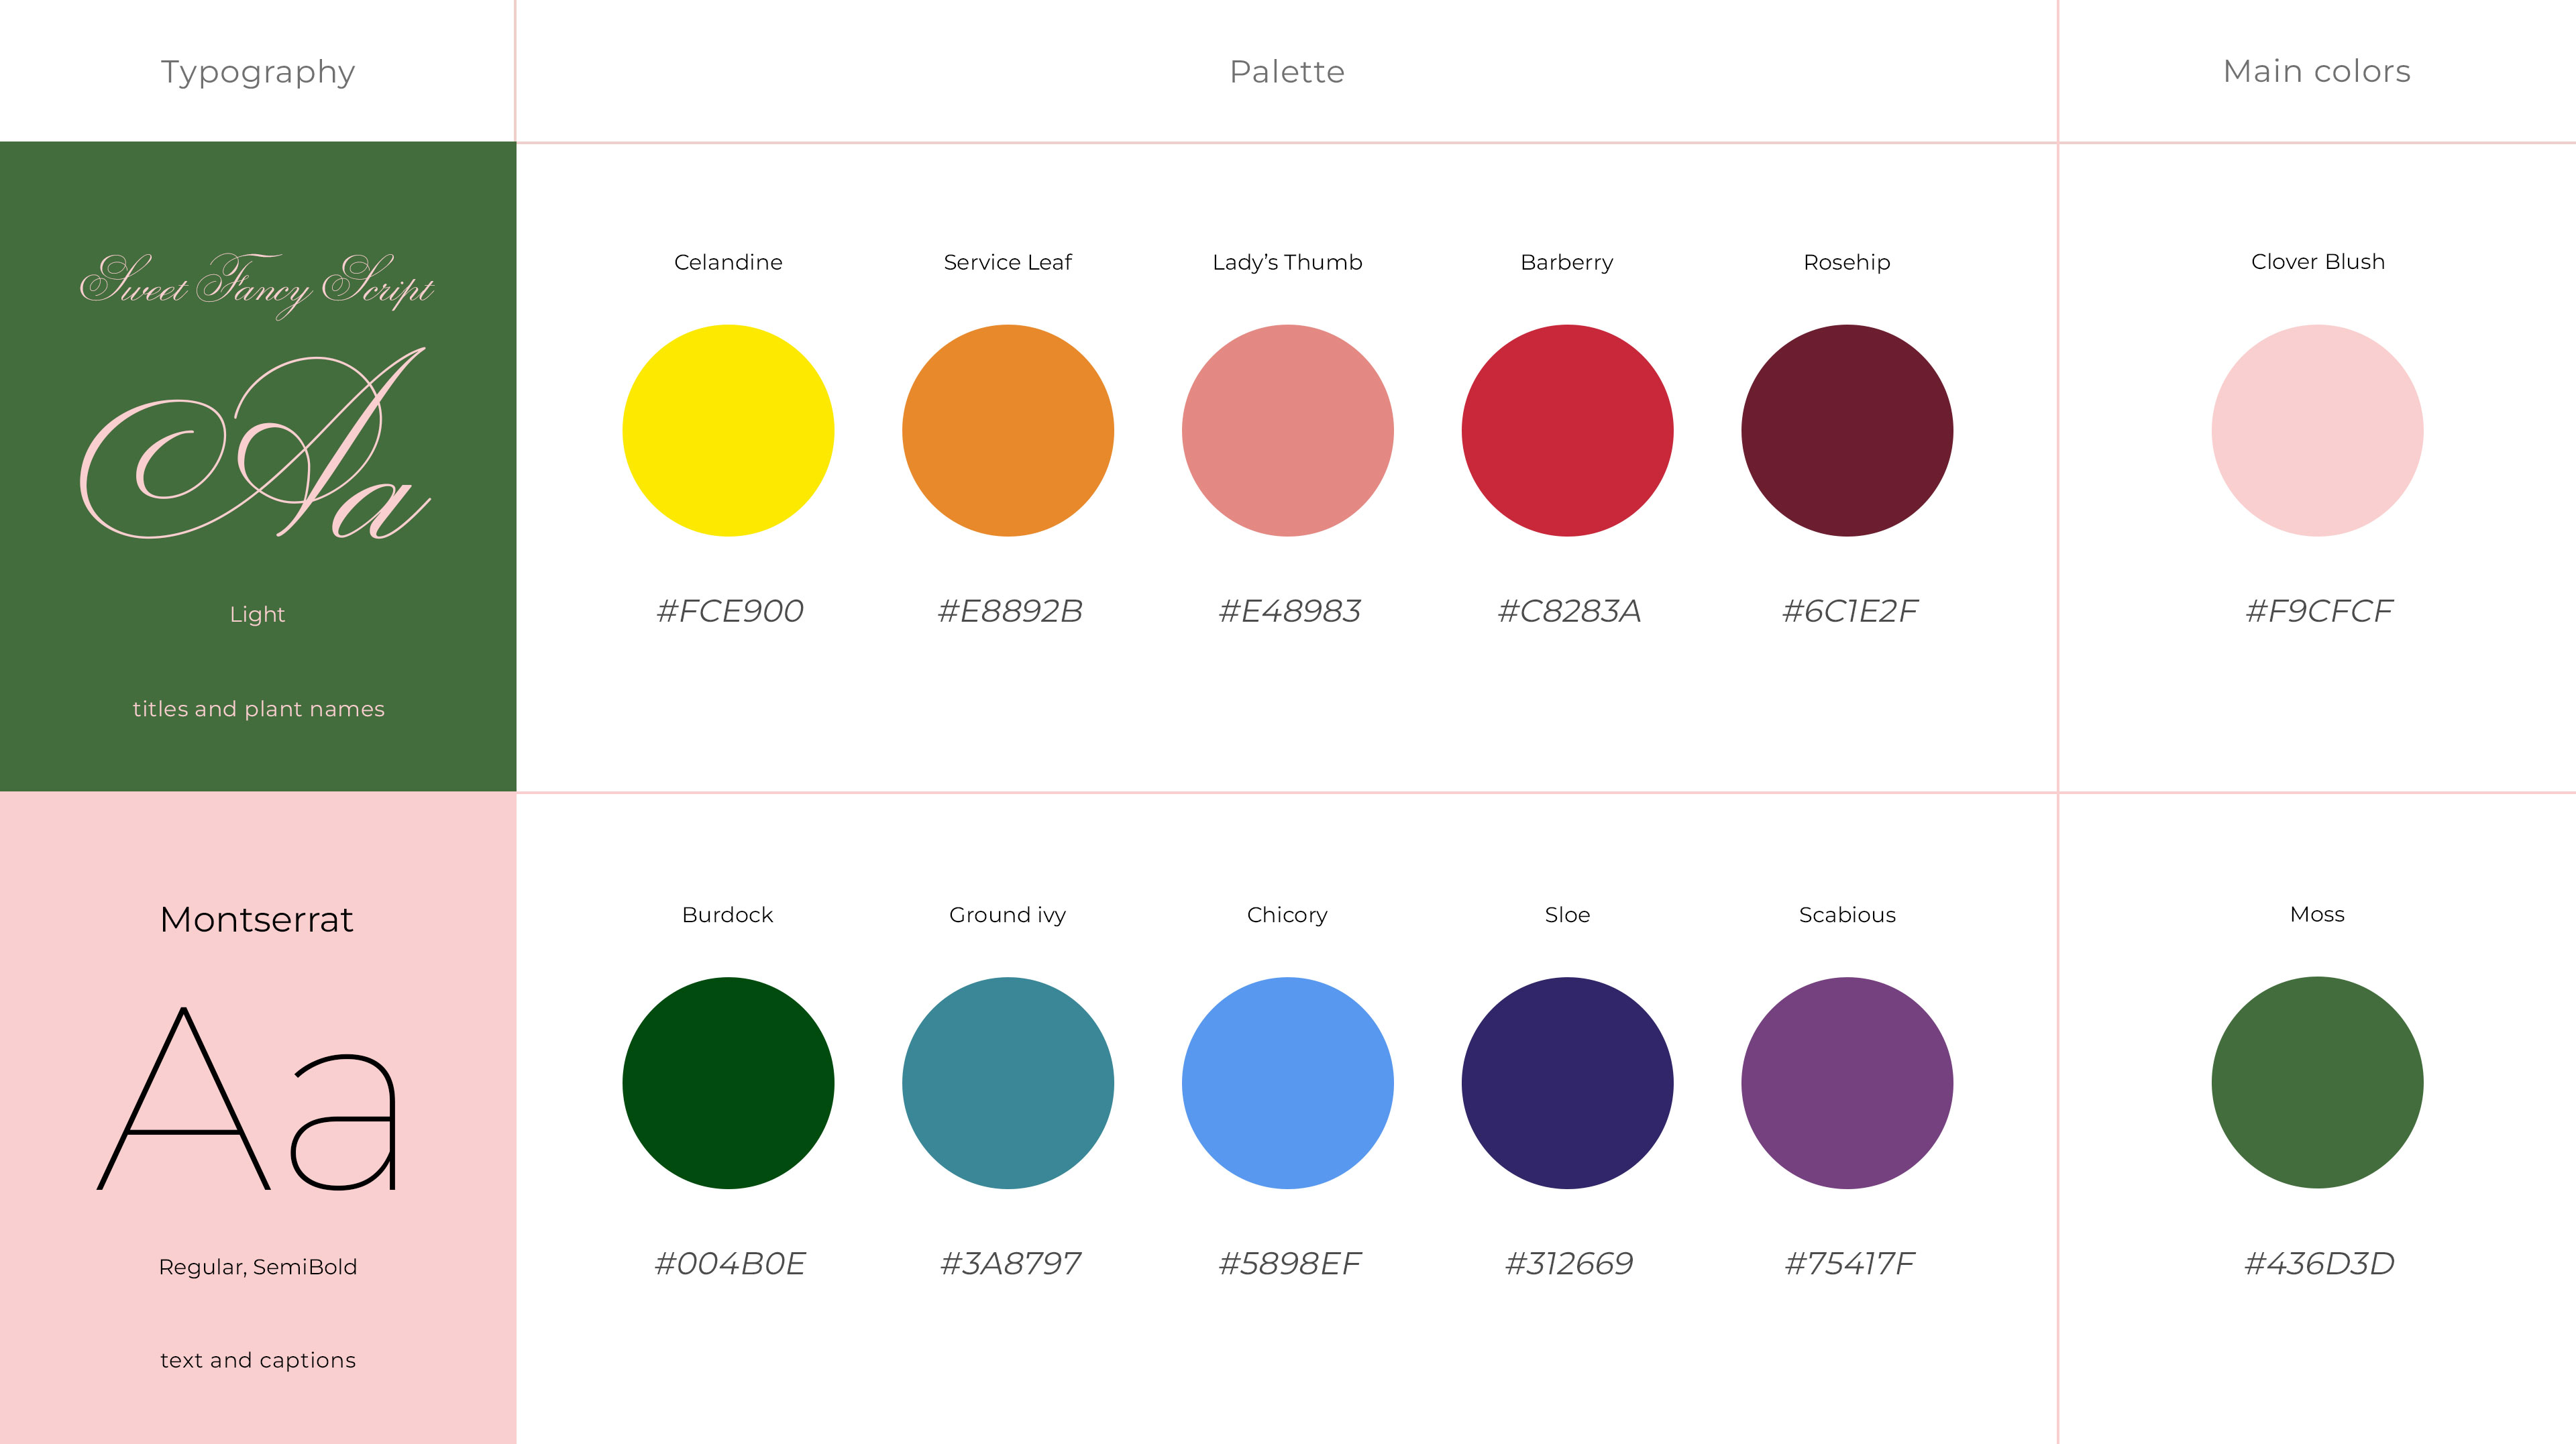 Typography
Palette
Main colors
Sweet Fancy Script
Aa
Light
titles and plant names
Celandine
Service Leaf
Lady’s Thumb
Barberry
Rosehip
#FCE900
#E8892B
#E48983
#C8283A
#6C1E2F
Clover Blush
#F9CFCF
Montserrat
Aa
Regular, SemiBold
text and captions
Burdock
Ground ivy
Chicory
Sloe
Scabious
#004B0E
#3A8797
#5898EF
#312669
#75417F
Moss
#436D3D